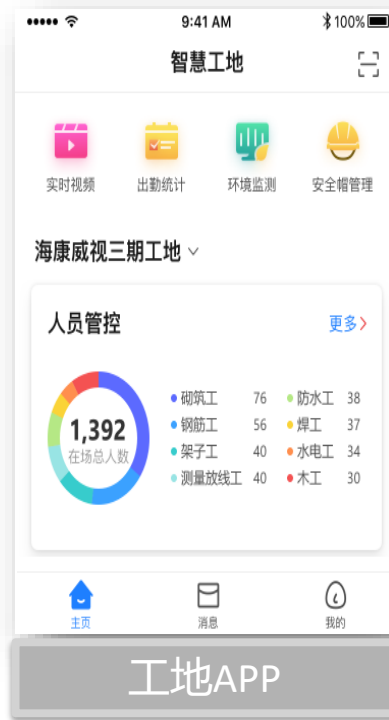 9:41 AM 100%
智慧工地
实时视频 出勤统计 环境监测 安全帽管理
海康威视三期工地
人员管控 更多
1,392
在场总人数
砌筑工 76 防水工 38
钢筋工 56 焊工 37
架子工 40 水电工 34
测量放线工 40 木工 30
主页 消息 我的
工地APP